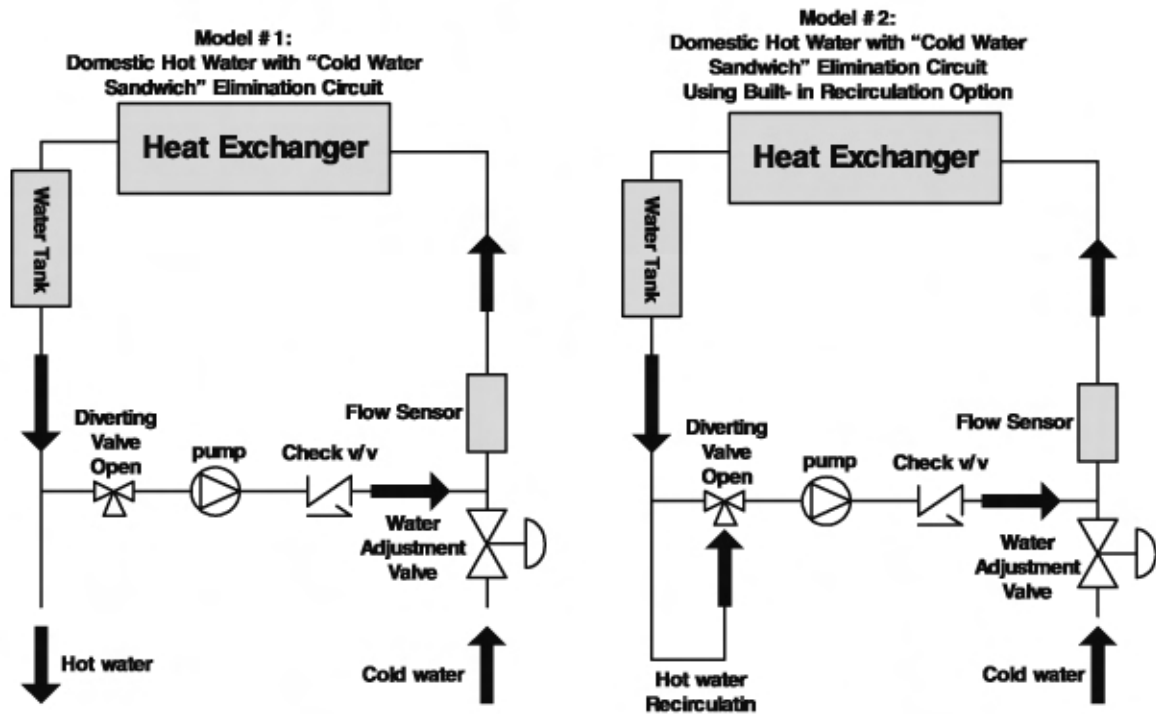 Model # 1:
Domestic Hot Water with “Cold Water
Sandwich” Elimination Circuit
Heat Exchanger
Water Tank
Flow Sensor
Diverting
Valve
Open
pump
Check v/v
Water
Adjustment
Valve
Hot water
Cold water
Model # 2:
Domestic Hot Water with “Cold Water
Sandwich” Elimination Circuit
Using Built- in Recirculation Option
Heat Exchanger
Water Tank
Flow Sensor
Diverting
Valve
Open
pump
Check v/v
Water
Adjustment
Valve
Hot water
Recirculatin
Cold water